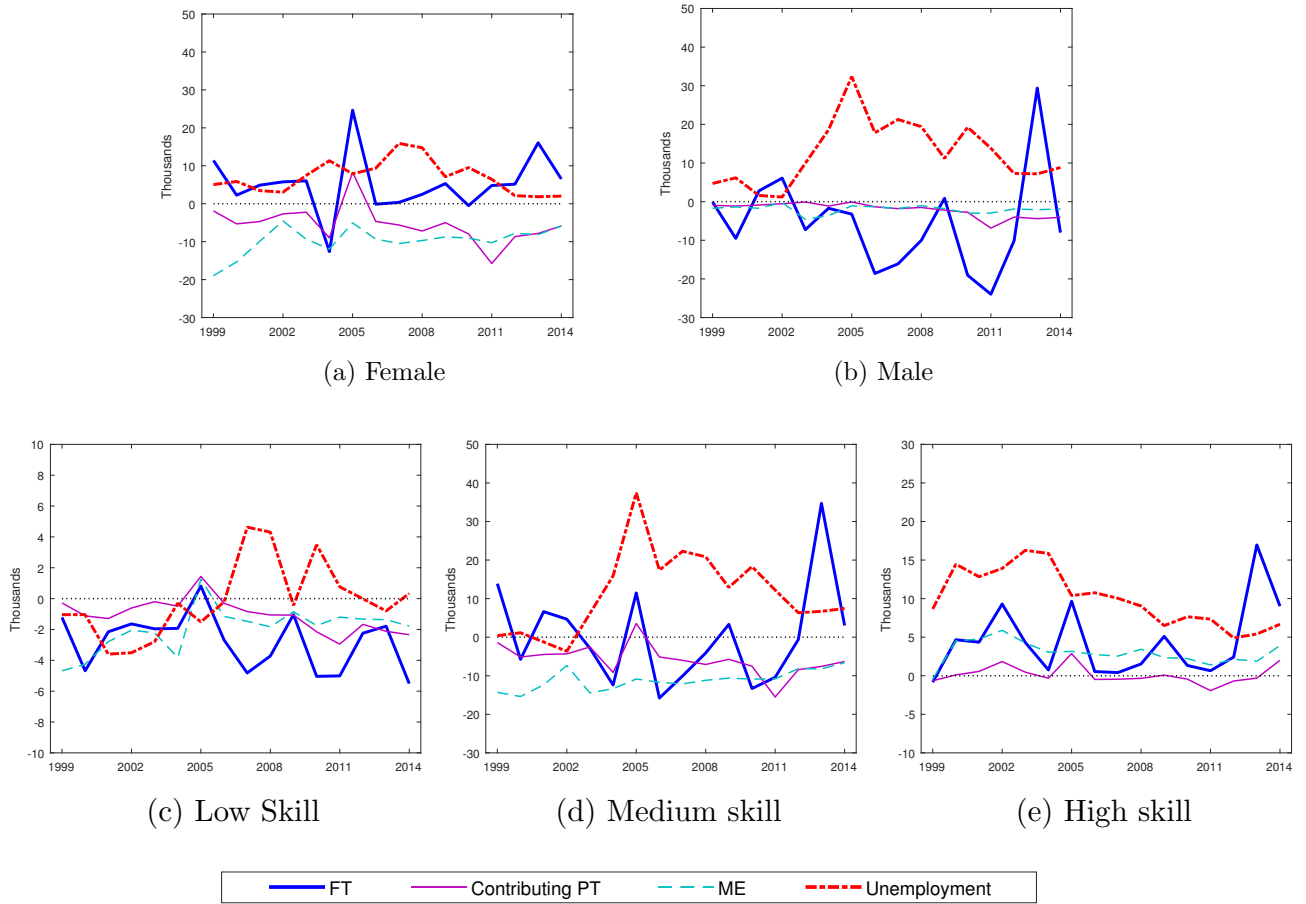 50
40
30
20
10
0
-10
-20
-30
Thousands
1999 2002 2005 2008 2011 2014
(a) Female
50
40
30
20
10
0
-10
-20
-30
Thousands
1999 2002 2005 2008 2011 2014
(b) Male
10
8
6
4
2
0
-2
-4
-6
-8
-10
Thousands
1999 2002 2005 2008 2011 2014
(c) Low Skill
50
40
30
20
10
0
-10
-20
-30
Thousands
1999 2002 2005 2008 2011 2014
(d) Medium skill
30
25
20
15
10
5
0
-5
-10
Thousands
1999 2002 2005 2008 2011 2014
(e) High skill
FT Contributing PT ME Unemployment